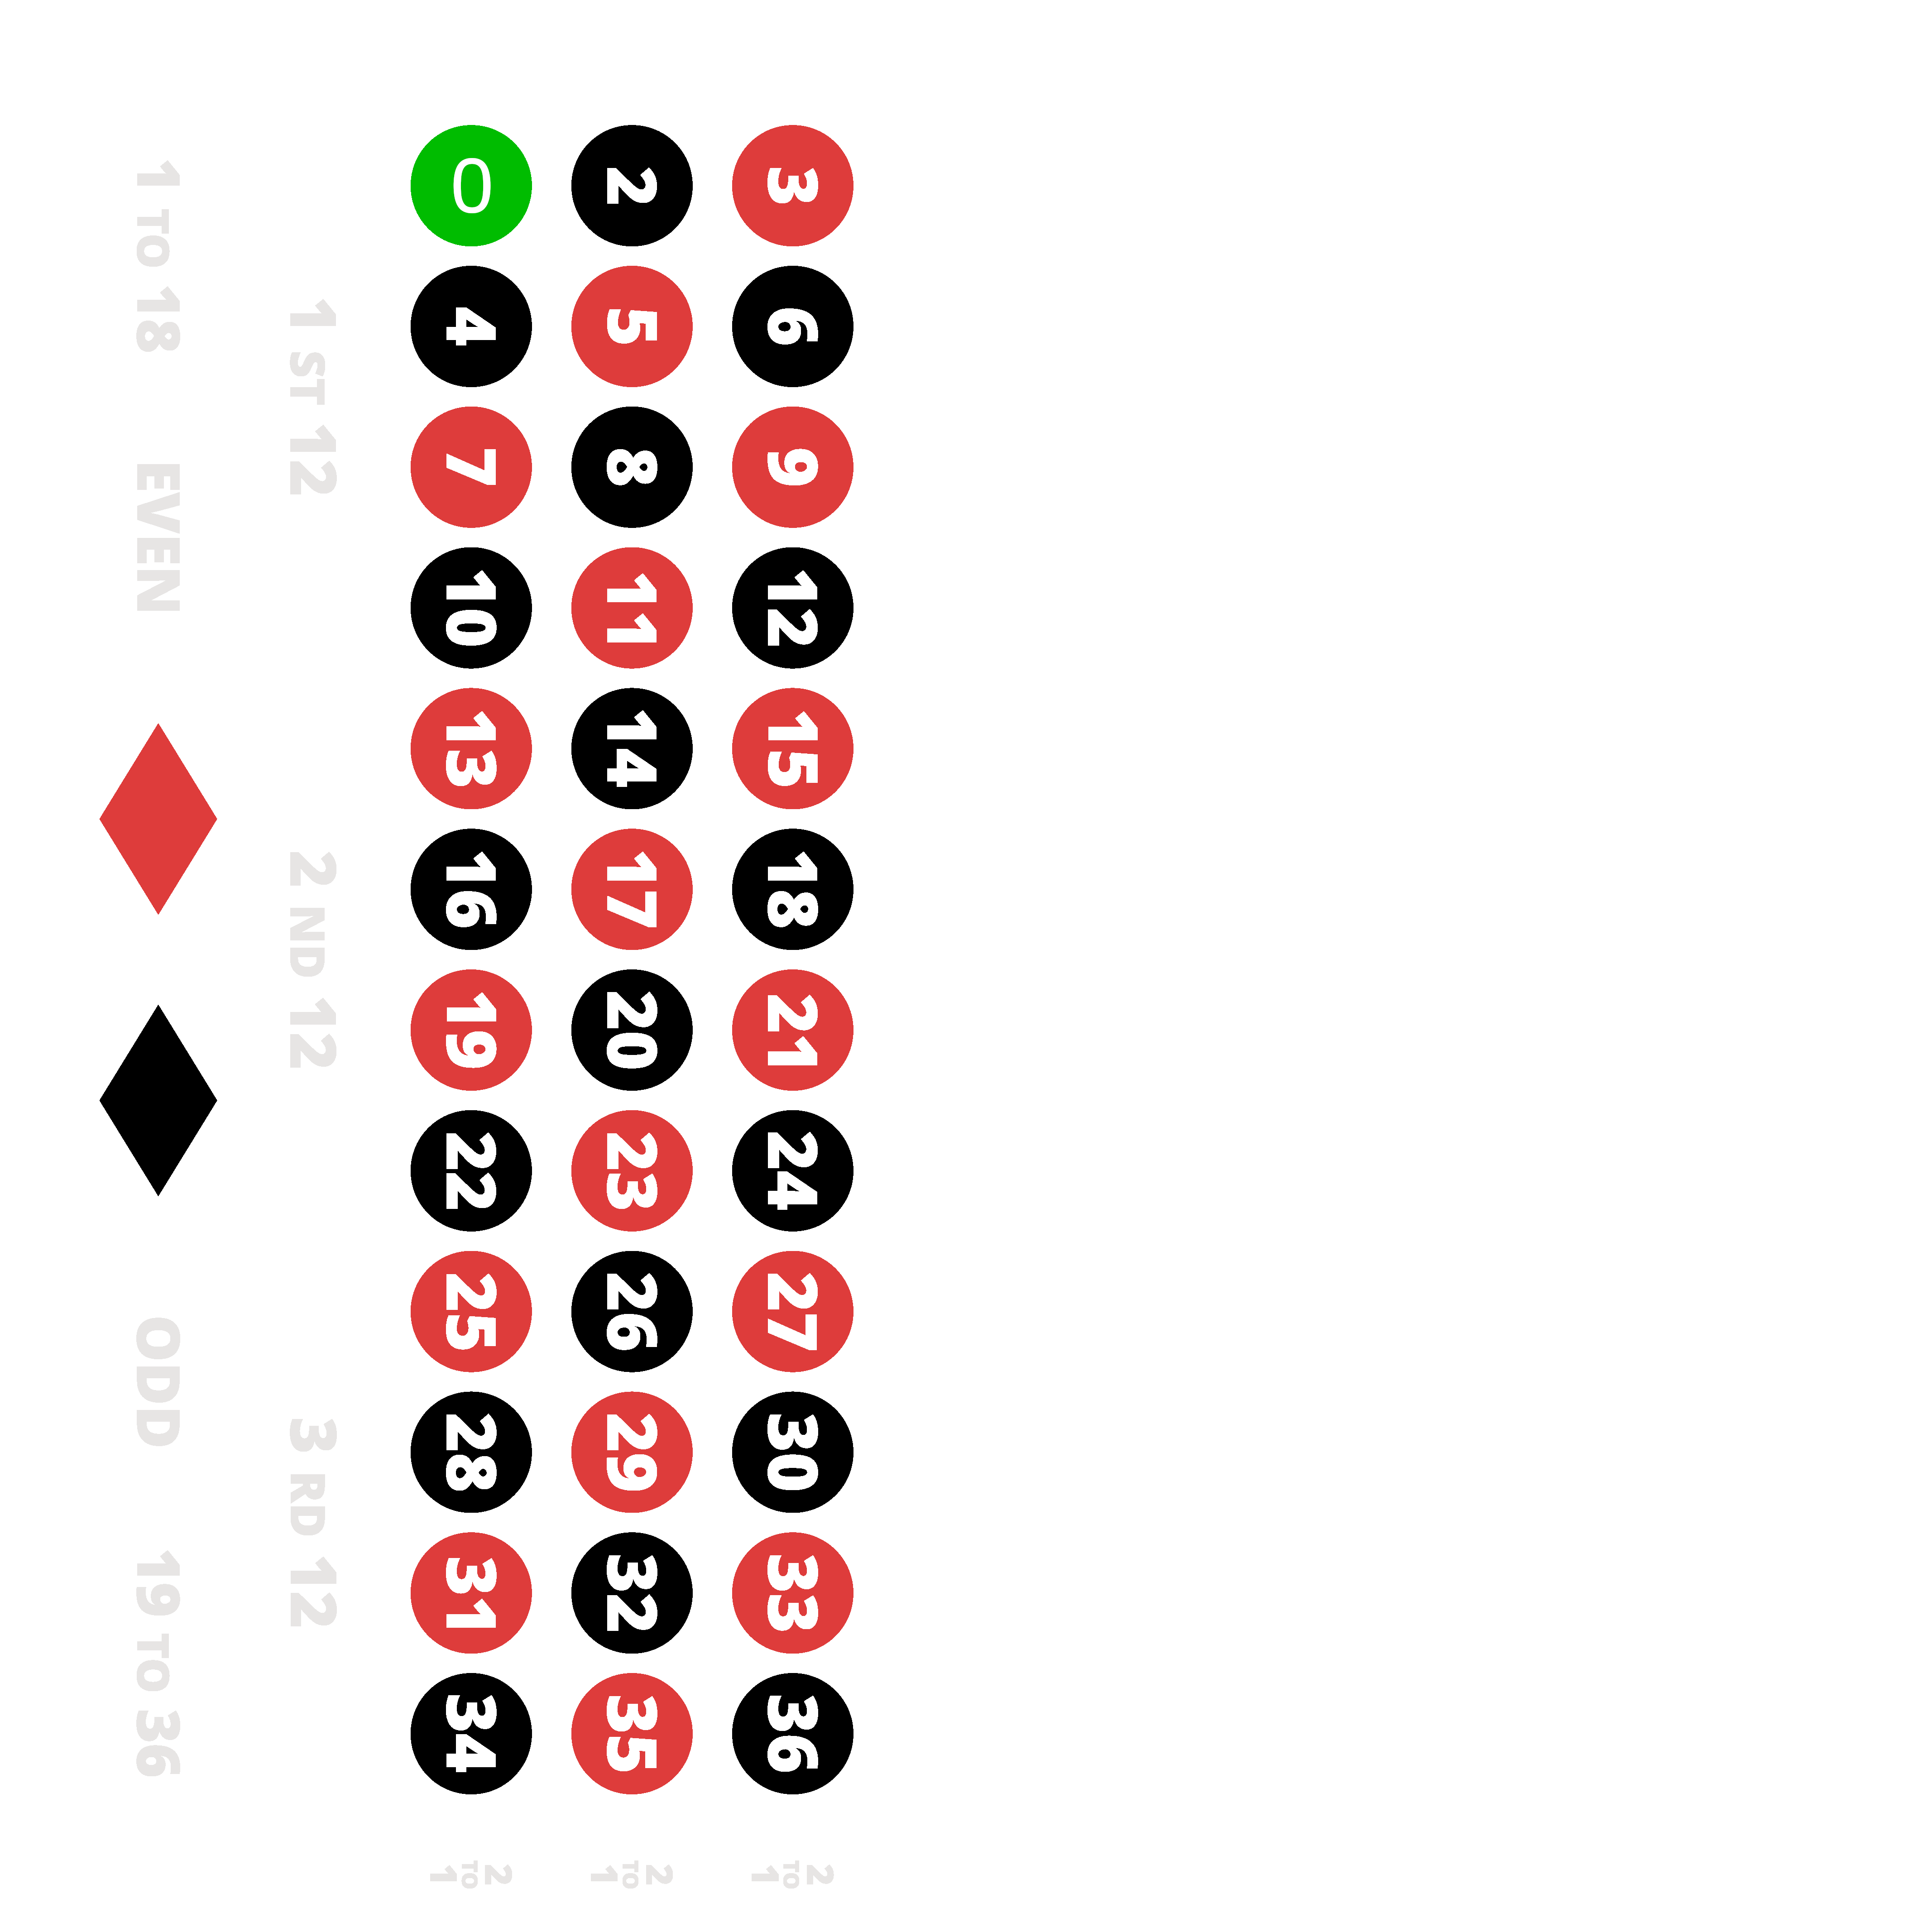 0 2 3
4 5 6
7 8 9
10 11 12
13 14 15
16 17 18
19 20 21
22 23 24
25 26 27
28 29 30
31 32 33
34 35 36
1 ST 12
2 ND 12
3 RD 12
1 TO 18
EVEN
ODD
19 TO 36
2 TO 1
2 TO 1
2 TO 1